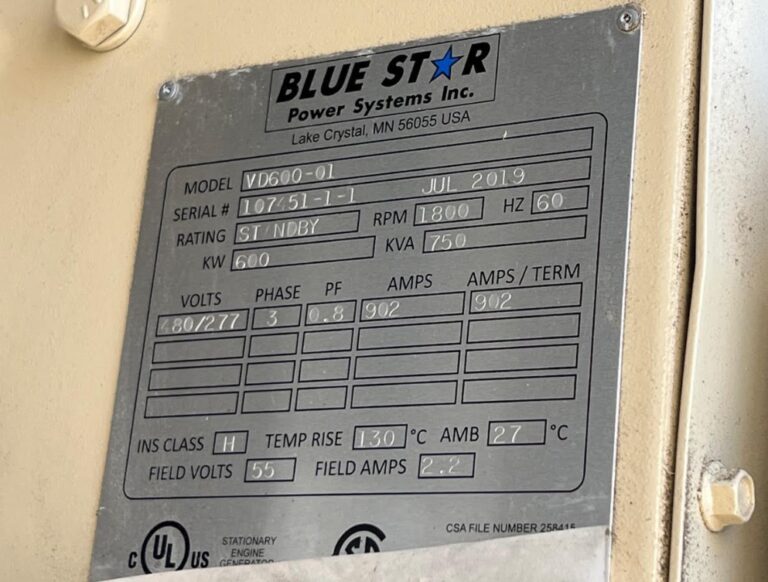 BLUE STAR
Power Systems Inc.
Lake Crystal, MN 56055 USA
MODEL VD600-01
SERIAL # 107451-1-1 JUL 2019
RATING ST NDBY RPM 1800 HZ 60
KW 600 KVA 750
VOLTS PHASE PF AMPS AMPS / TERM
480/277 3 0.8 902 902
INS CLASS H TEMP RISE 130 °C AMB 27 °C
FIELD VOLTS 55 FIELD AMPS 2.2
CSA FILE NUMBER 258415
C UL US
STATIONARY
ENGINE
GENERATOR